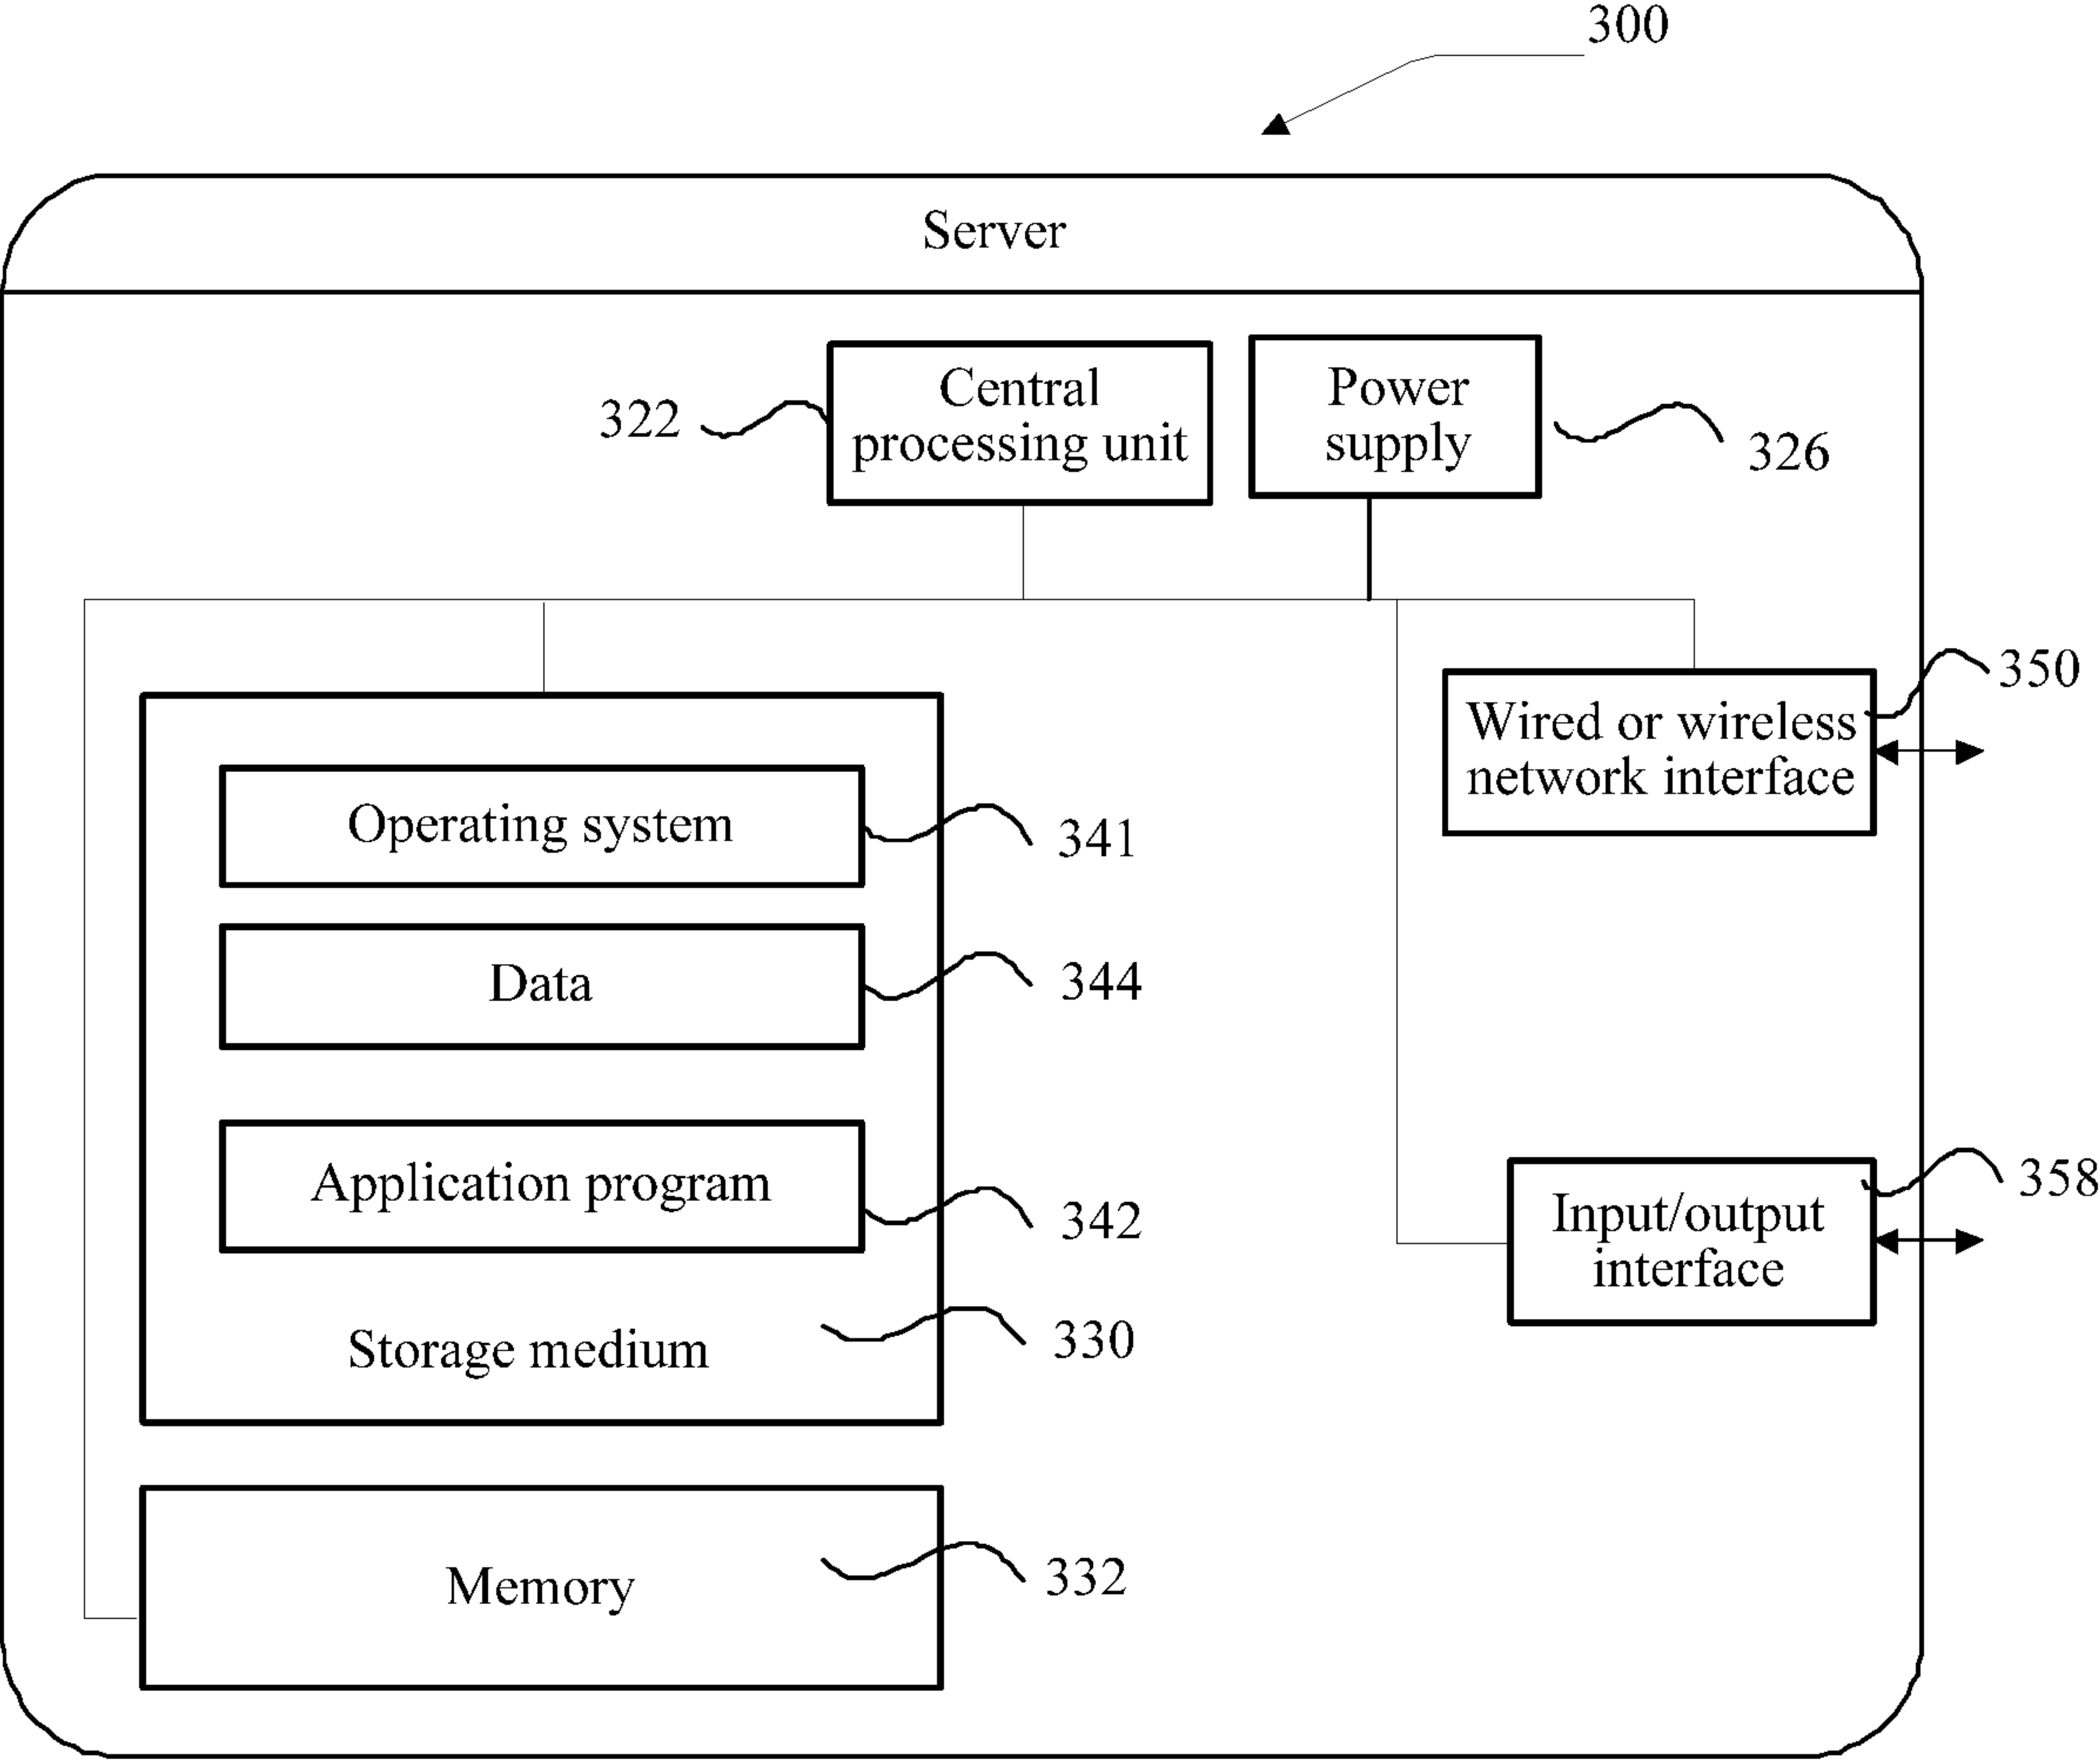 300
Server
322
Central
processing unit
Power
supply
326
350
Wired or wireless
network interface
Operating system
341
Data
344
Application program
342
358
Input/output
interface
Storage medium
330
Memory
332